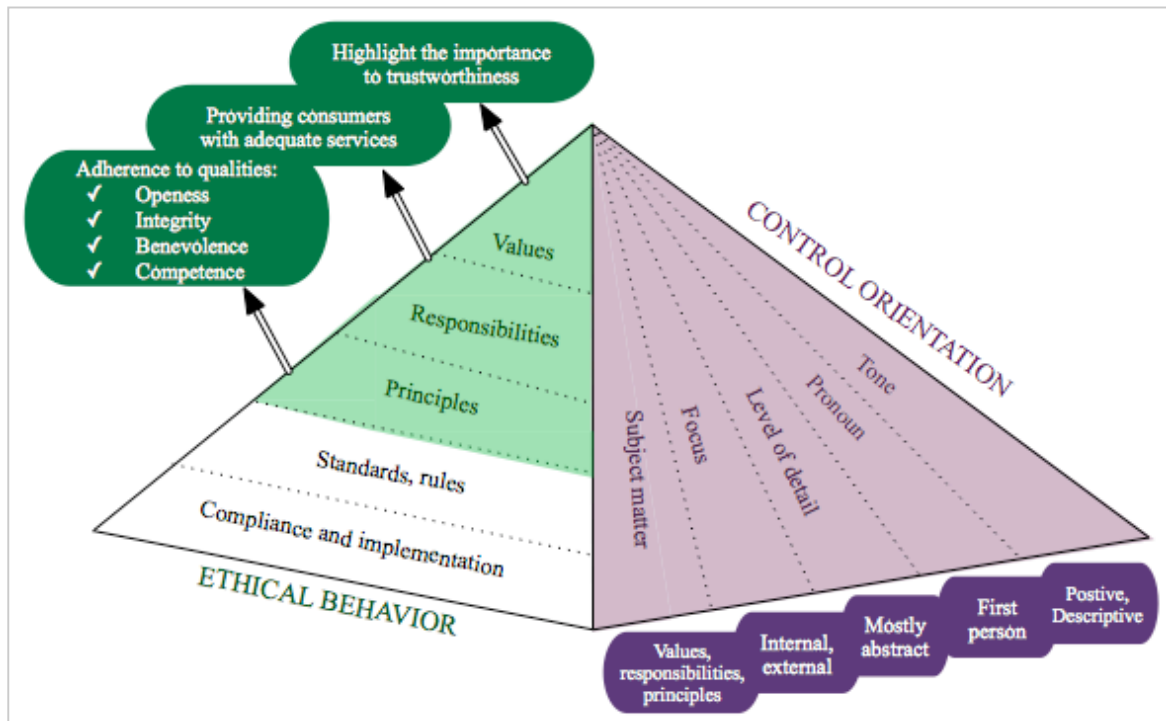 Highlight the importance
to trustworthiness
Providing consumers
with adequate services
Adherence to qualities:
✓ Openess
✓ Integrity
✓ Benevolence
✓ Competence
Values
Responsibilities
Principles
Standards, rules
Compliance and implementation
ETHICAL BEHAVIOR
CONTROL ORIENTATION
Subject matter
Focus
Level of detail
Pronoun
Tone
Values,
responsibilities,
principles
Internal,
external
Mostly
abstract
First
person
Postive,
Descriptive